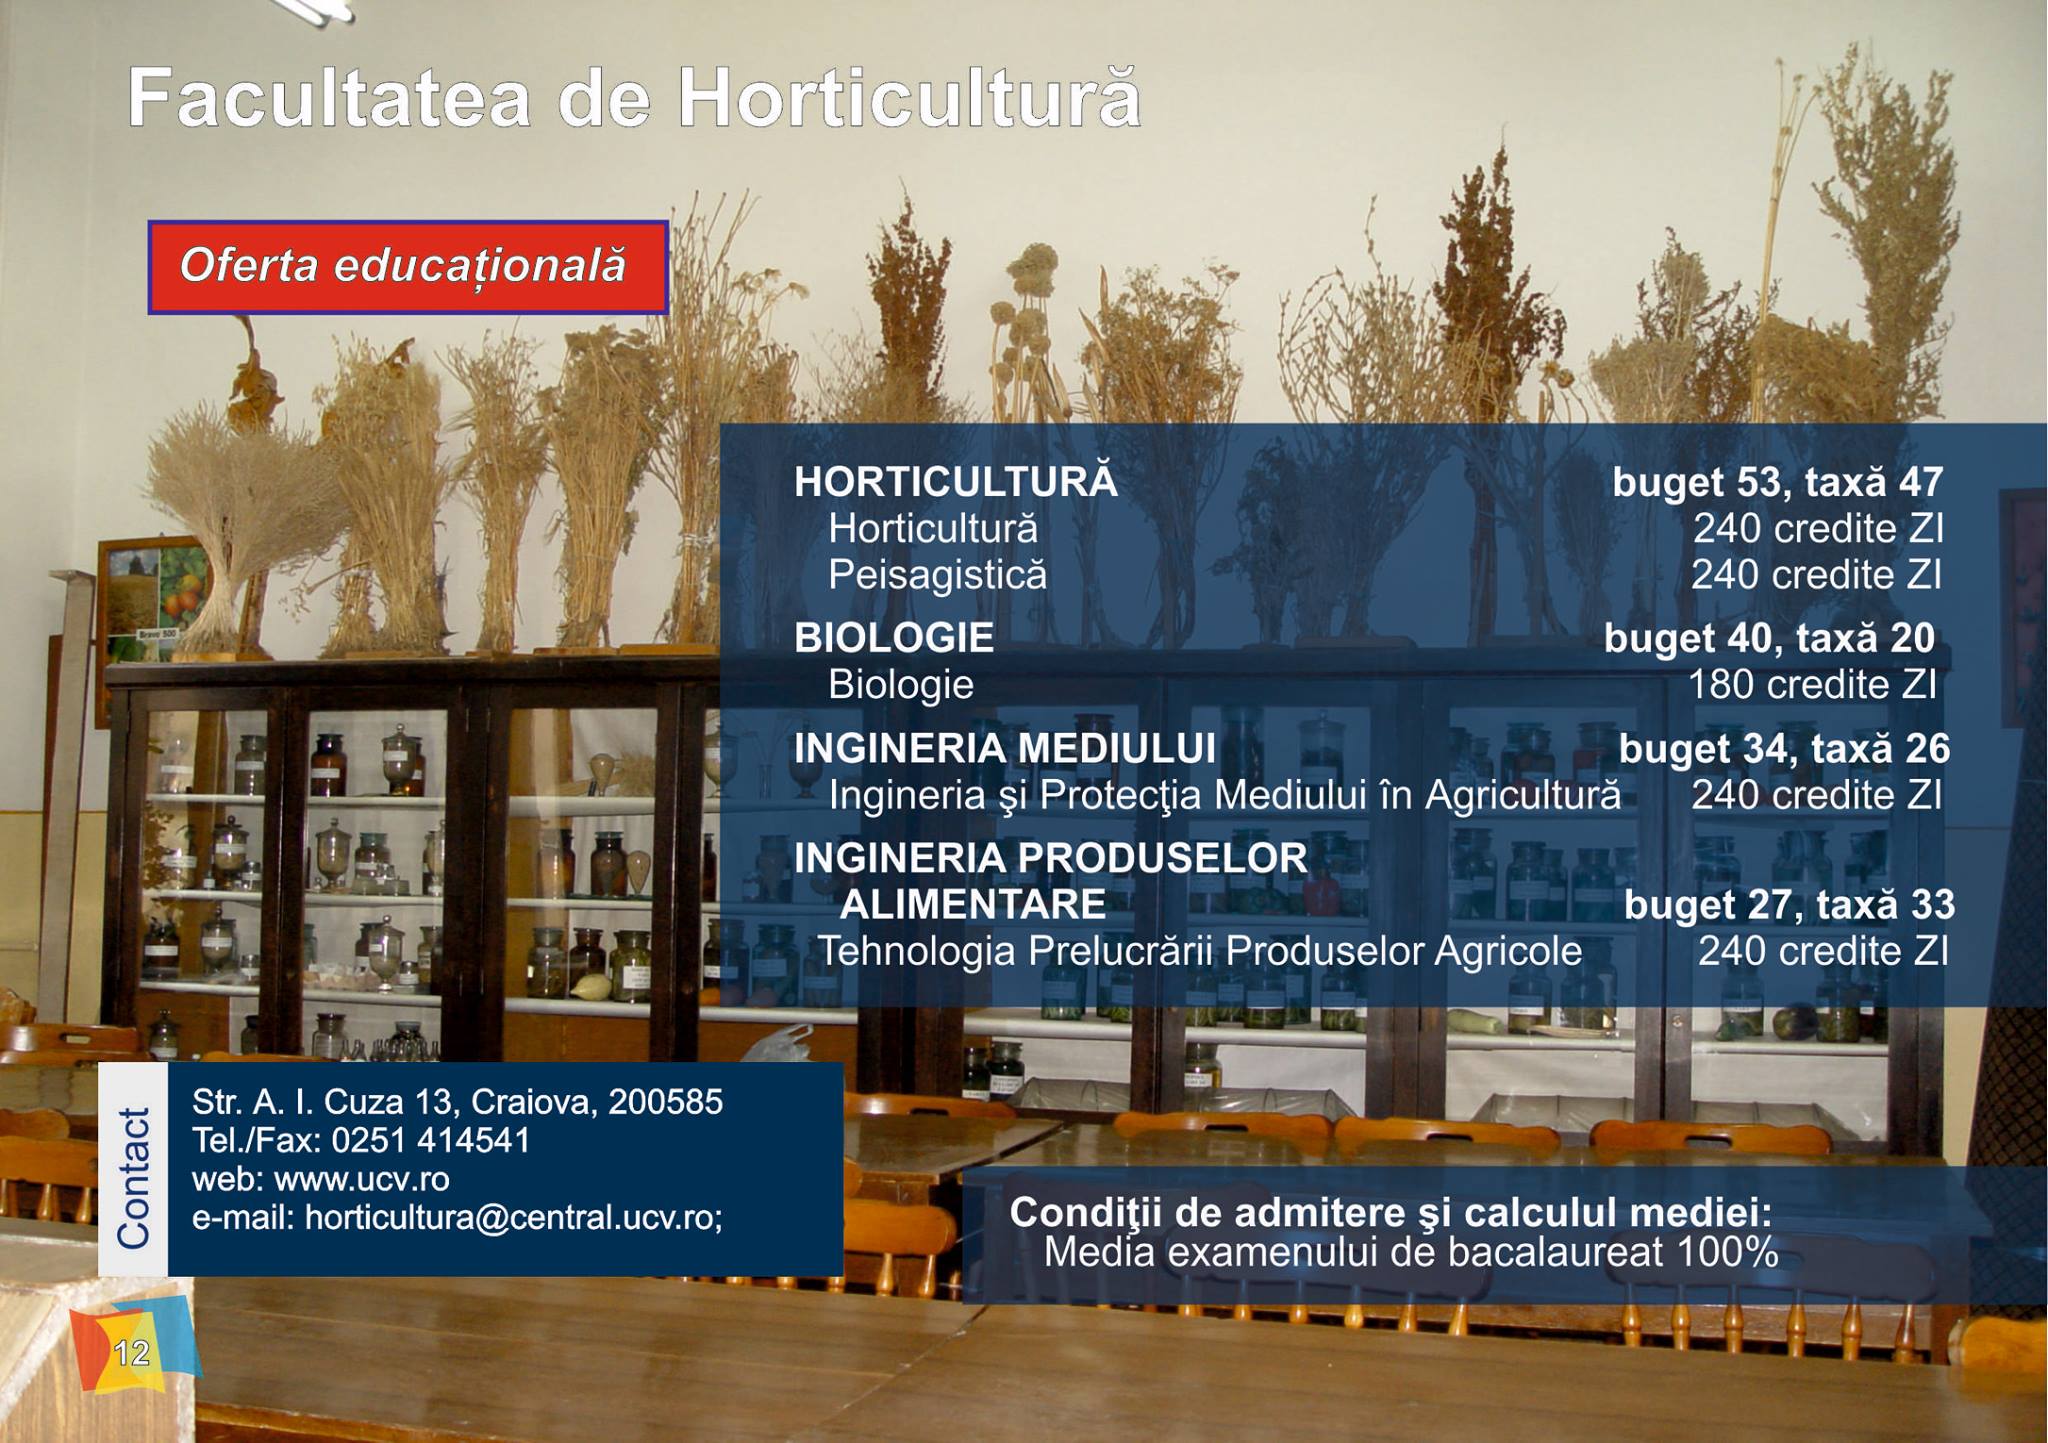 Facultatea de Horticultură
Oferta educațională
HORTICULTURĂ buget 53, taxă 47
Horticultură 240 credite ZI
Peisagistică 240 credite ZI
BIOLOGIE buget 40, taxă 20
Biologie 180 credite ZI
INGINERIA MEDIULUI buget 34, taxă 26
Ingineria şi Protecţia Mediului în Agricultură 240 credite ZI
INGINERIA PRODUSELOR
ALIMENTARE buget 27, taxă 33
Tehnologia Prelucrării Produselor Agricole 240 credite ZI
Bravo 500
Contact
Str. A. I. Cuza 13, Craiova, 200585
Tel./Fax: 0251 414541
web: www.ucv.ro
e-mail: horticultura@central.ucv.ro;
Condiţii de admitere şi calculul mediei:
Media examenului de bacalaureat 100%
12